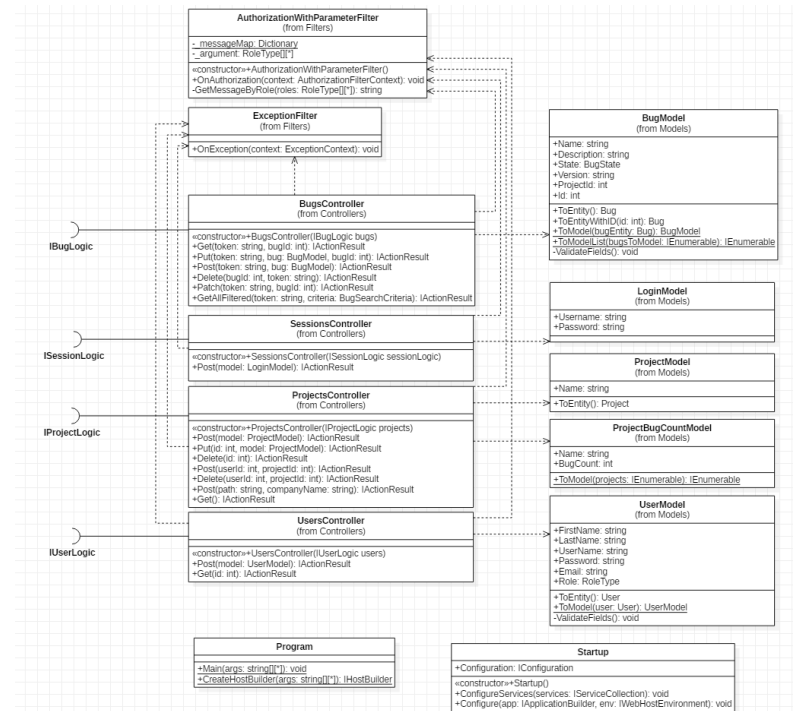 AuthorizationWithParameterFilter
(from Filters)
-_messageMap: Dictionary
-_argument: RoleType[][*]
«constructor»+AuthorizationWithParameterFilter()
+OnAuthorization(context: AuthorizationFilterContext): void
-GetMessageByRole(roles: RoleType[][*]): string
ExceptionFilter
(from Filters)
+OnException(context: ExceptionContext): void
BugsController
(from Controllers)
«constructor»+BugsController(IBugLogic bugs)
+Get(token: string, bugId: int): IActionResult
+Put(token: string, bug: BugModel, bugId: int): IActionResult
+Post(token: string, bug: BugModel): IActionResult
+Delete(bugId: int, token: string): IActionResult
+Patch(token: string, bugId: int): IActionResult
+GetAllFiltered(token: string, criteria: BugSearchCriteria): IActionResult
IBugLogic
SessionsController
(from Controllers)
«constructor»+SessionsController(ISessionLogic sessionLogic)
+Post(model: LoginModel): IActionResult
ISessionLogic
ProjectsController
(from Controllers)
«constructor»+ProjectsController(IProjectLogic projects)
+Post(model: ProjectModel): IActionResult
+Put(id: int, model: ProjectModel): IActionResult
+Delete(id: int): IActionResult
+Post(userId: int, projectId: int): IActionResult
+Delete(userId: int, projectId: int): IActionResult
+Post(path: string, companyName: string): IActionResult
+Get(): IActionResult
IProjectLogic
UsersController
(from Controllers)
«constructor»+UsersController(IUserLogic users)
+Post(model: UserModel): IActionResult
+Get(id: int): IActionResult
IUserLogic
BugModel
(from Models)
+Name: string
+Description: string
+State: BugState
+Version: string
+ProjectId: int
+Id: int
+ToEntity(): Bug
+ToEntityWithID(id: int): Bug
+ToModel(bugEntity: Bug): BugModel
+ToModelList(bugsToModel: IEnumerable): IEnumerable
-ValidateFields(): void
LoginModel
(from Models)
+Username: string
+Password: string
ProjectModel
(from Models)
+Name: string
+ToEntity(): Project
ProjectBugCountModel
(from Models)
+Name: string
+BugCount: int
+ToModel(projects: IEnumerable): IEnumerable
UserModel
(from Models)
+FirstName: string
+LastName: string
+UserName: string
+Password: string
+Email: string
+Role: RoleType
+ToEntity(): User
+ToModel(user: User): UserModel
-ValidateFields(): void
Program
+Main(args: string[][*]): void
+CreateHostBuilder(args: string[][*]): IHostBuilder
Startup
+Configuration: IConfiguration
«constructor»+Startup()
+ConfigureServices(services: IServiceCollection): void
+Configure(app: IApplicationBuilder, env: IWebHostEnvironment): void